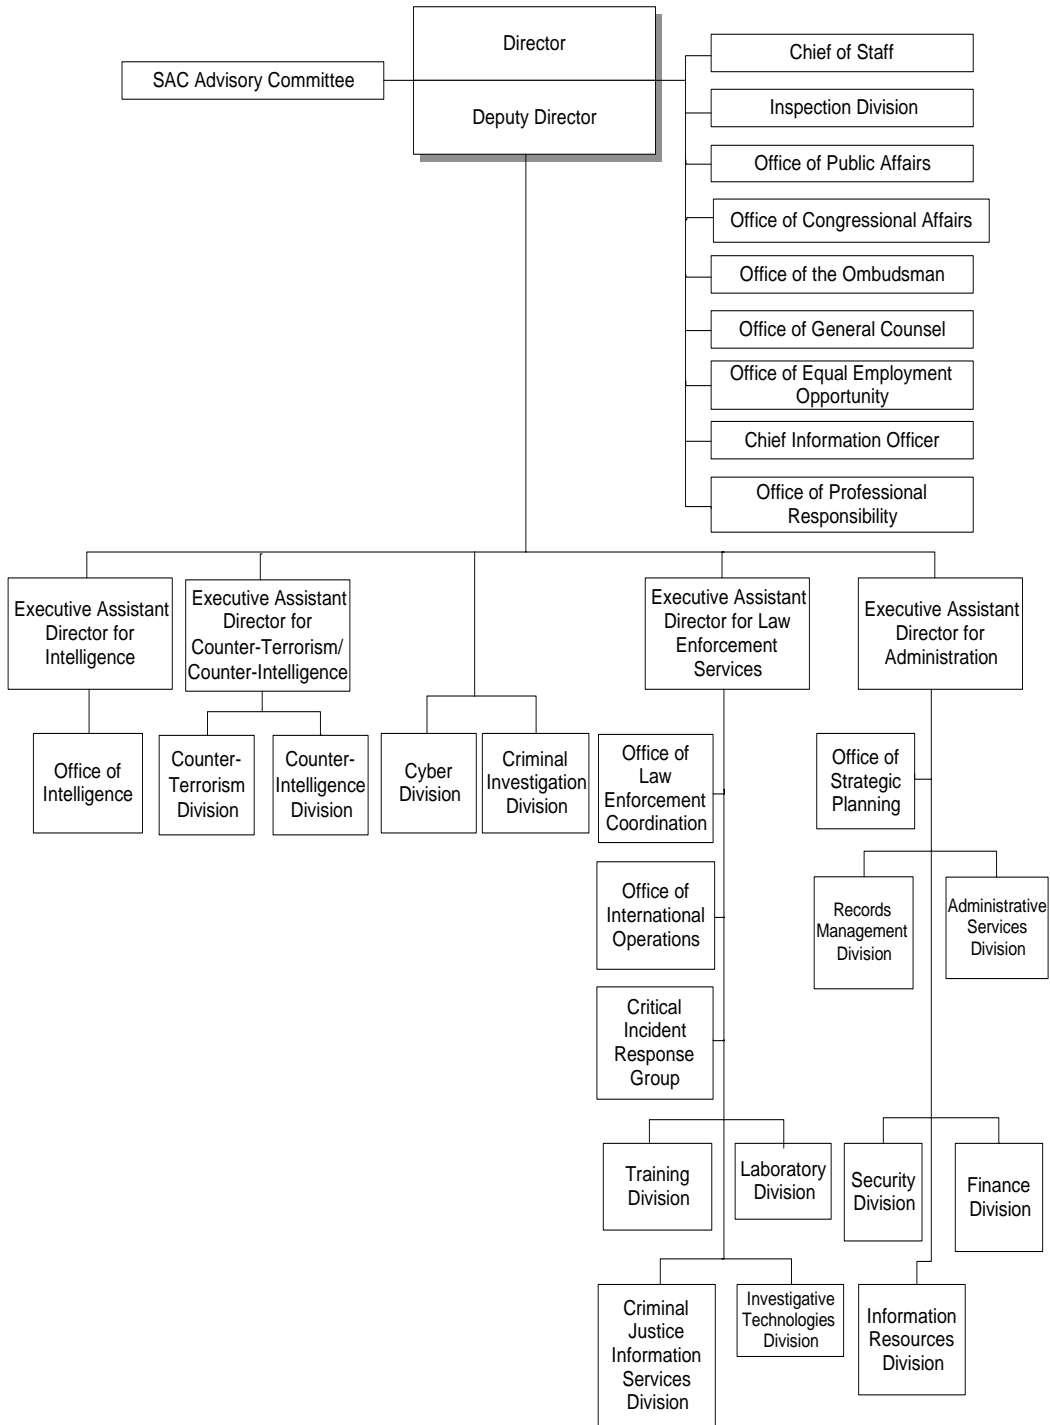 Director
SAC Advisory Committee
Deputy Director
Chief of Staff
Inspection Division
Office of Public Affairs
Office of Congressional Affairs
Office of the Ombudsman
Office of General Counsel
Office of Equal Employment
Opportunity
Chief Information Officer
Office of Professional
Responsibility
Executive Assistant
Director for
Intelligence
Executive Assistant
Director for
Counter-Terrorism/
Counter-Intelligence
Executive Assistant
Director for Law
Enforcement
Services
Executive Assistant
Director for
Administration
Office of
Intelligence
Counter-
Terrorism
Division
Counter-
Intelligence
Division
Cyber
Division
Criminal
Investigation
Division
Office of
Law
Enforcement
Coordination
Office of
Strategic
Planning
Office of
International
Operations
Records
Management
Division
Administrative
Services
Division
Critical
Incident
Response
Group
Training
Division
Laboratory
Division
Security
Division
Finance
Division
Criminal
Justice
Information
Services
Division
Investigative
Technologies
Division
Information
Resources
Division